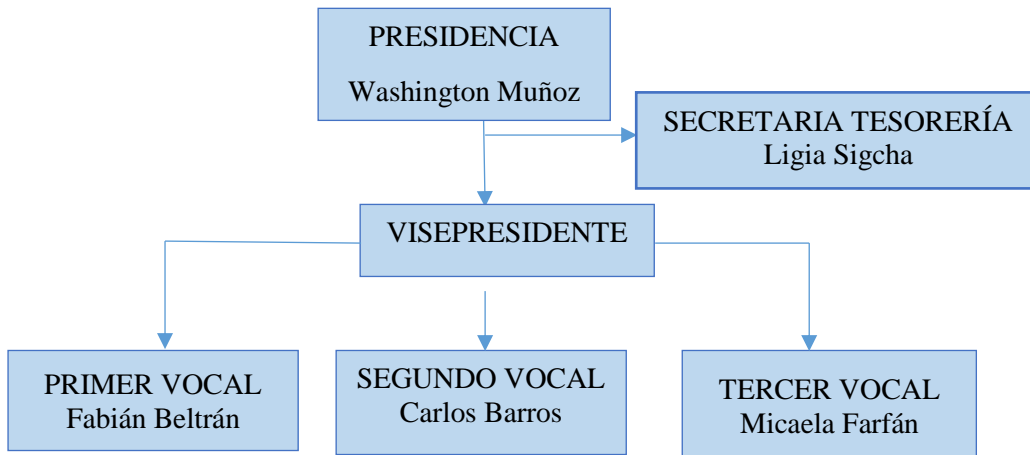 PRESIDENCIA
Washington Muñoz
SECRETARIA TESORERÍA
Ligia Sigcha
VISEPRESIDENTE
PRIMER VOCAL
Fabián Beltrán
SEGUNDO VOCAL
Carlos Barros
TERCER VOCAL
Micaela Farfán